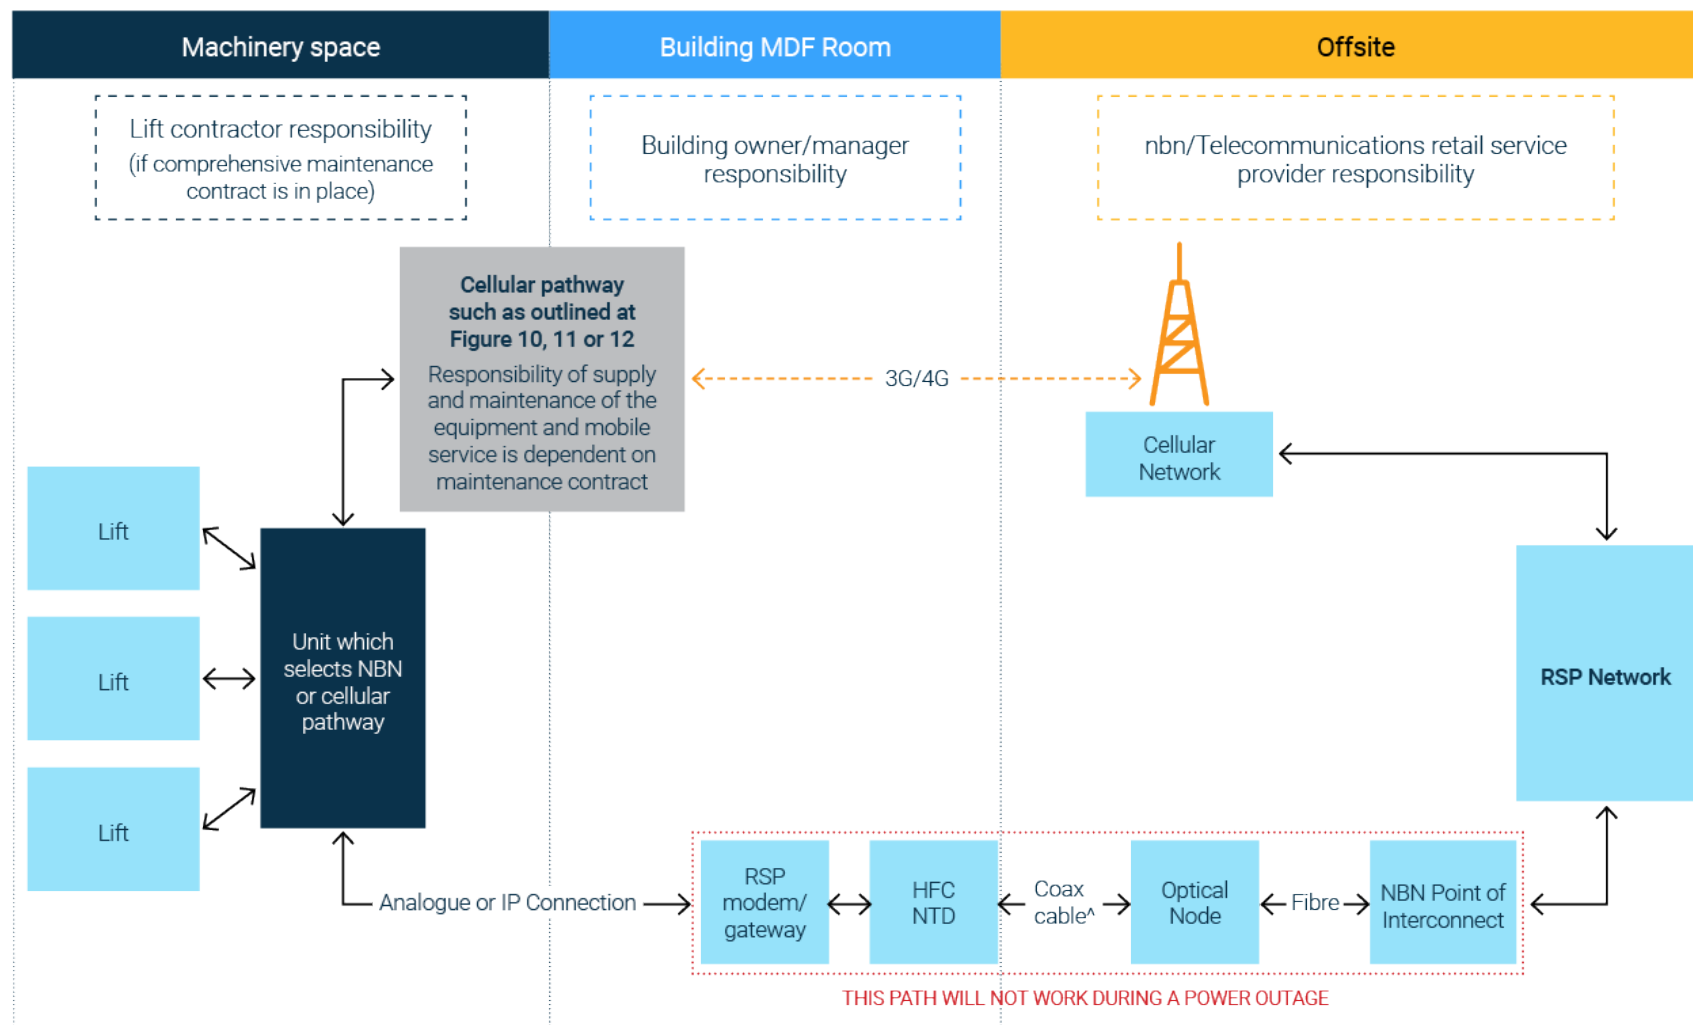 Machinery space
Building MDF Room
Offsite
Lift contractor responsibility
(if comprehensive maintenance
contract is in place)
Building owner/manager
responsibility
nbn/Telecommunications retail service
provider responsibility
Cellular pathway
such as outlined at
Figure 10, 11 or 12
Responsibility of supply
and maintenance of the
equipment and mobile
service is dependent on
maintenance contract
3G/4G
Cellular
Network
Lift
Lift
Lift
Unit which
selects NBN
or cellular
pathway
RSP Network
Analogue or IP Connection
RSP
modem/
gateway
HFC
NTD
Coax
cable^
Optical
Node
Fibre
NBN Point of
Interconnect
THIS PATH WILL NOT WORK DURING A POWER OUTAGE